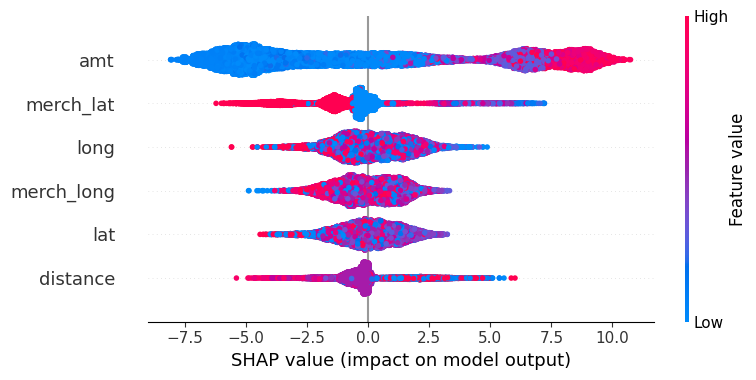 High
amt
merch_lat
long
merch_long
lat
distance
Low
Feature value
−7.5 −5.0 −2.5 0.0 2.5 5.0 7.5 10.0
SHAP value (impact on model output)